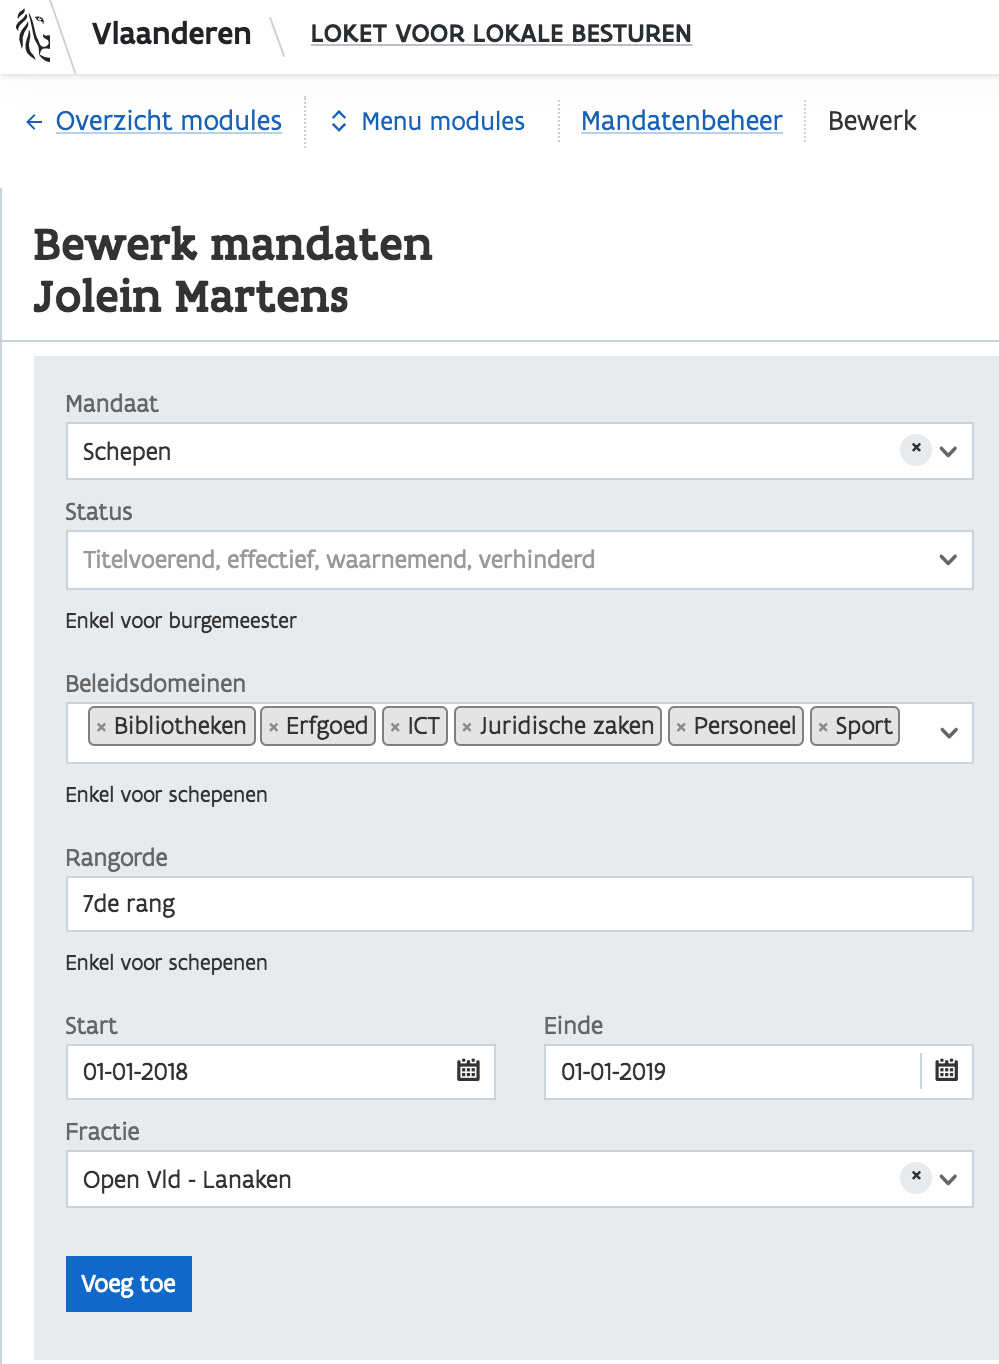 Vlaanderen
LOKET VOOR LOKALE BESTUREN
← Overzicht modules
Menu modules
Mandatenbeheer
Bewerk
Bewerk mandaten
Jolein Martens
Mandaat
Schepen ×
Status
Titelvoerend, effectief, waarnemend, verhinderd
Enkel voor burgemeester
Beleidsdomeinen
× Bibliotheken × Erfgoed × ICT × Juridische zaken × Personeel × Sport
Enkel voor schepenen
Rangorde
7de rang
Enkel voor schepenen
Start Einde
01-01-2018 01-01-2019
Fractie
Open Vld - Lanaken ×
Voeg toe